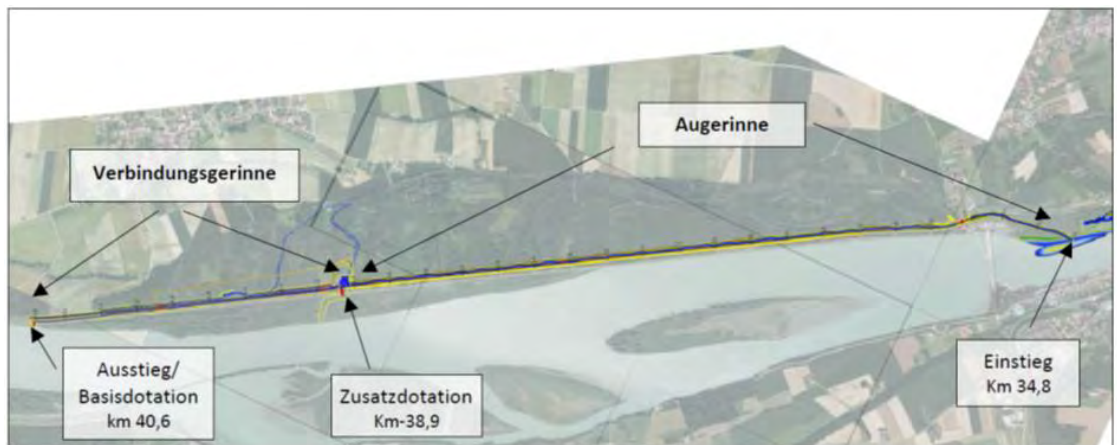 Augerinne
Verbindungsgerinne
Ausstieg/
Basisdotation
km 40,6
Zusatzdotation
Km-38,9
Einstieg
Km 34,8